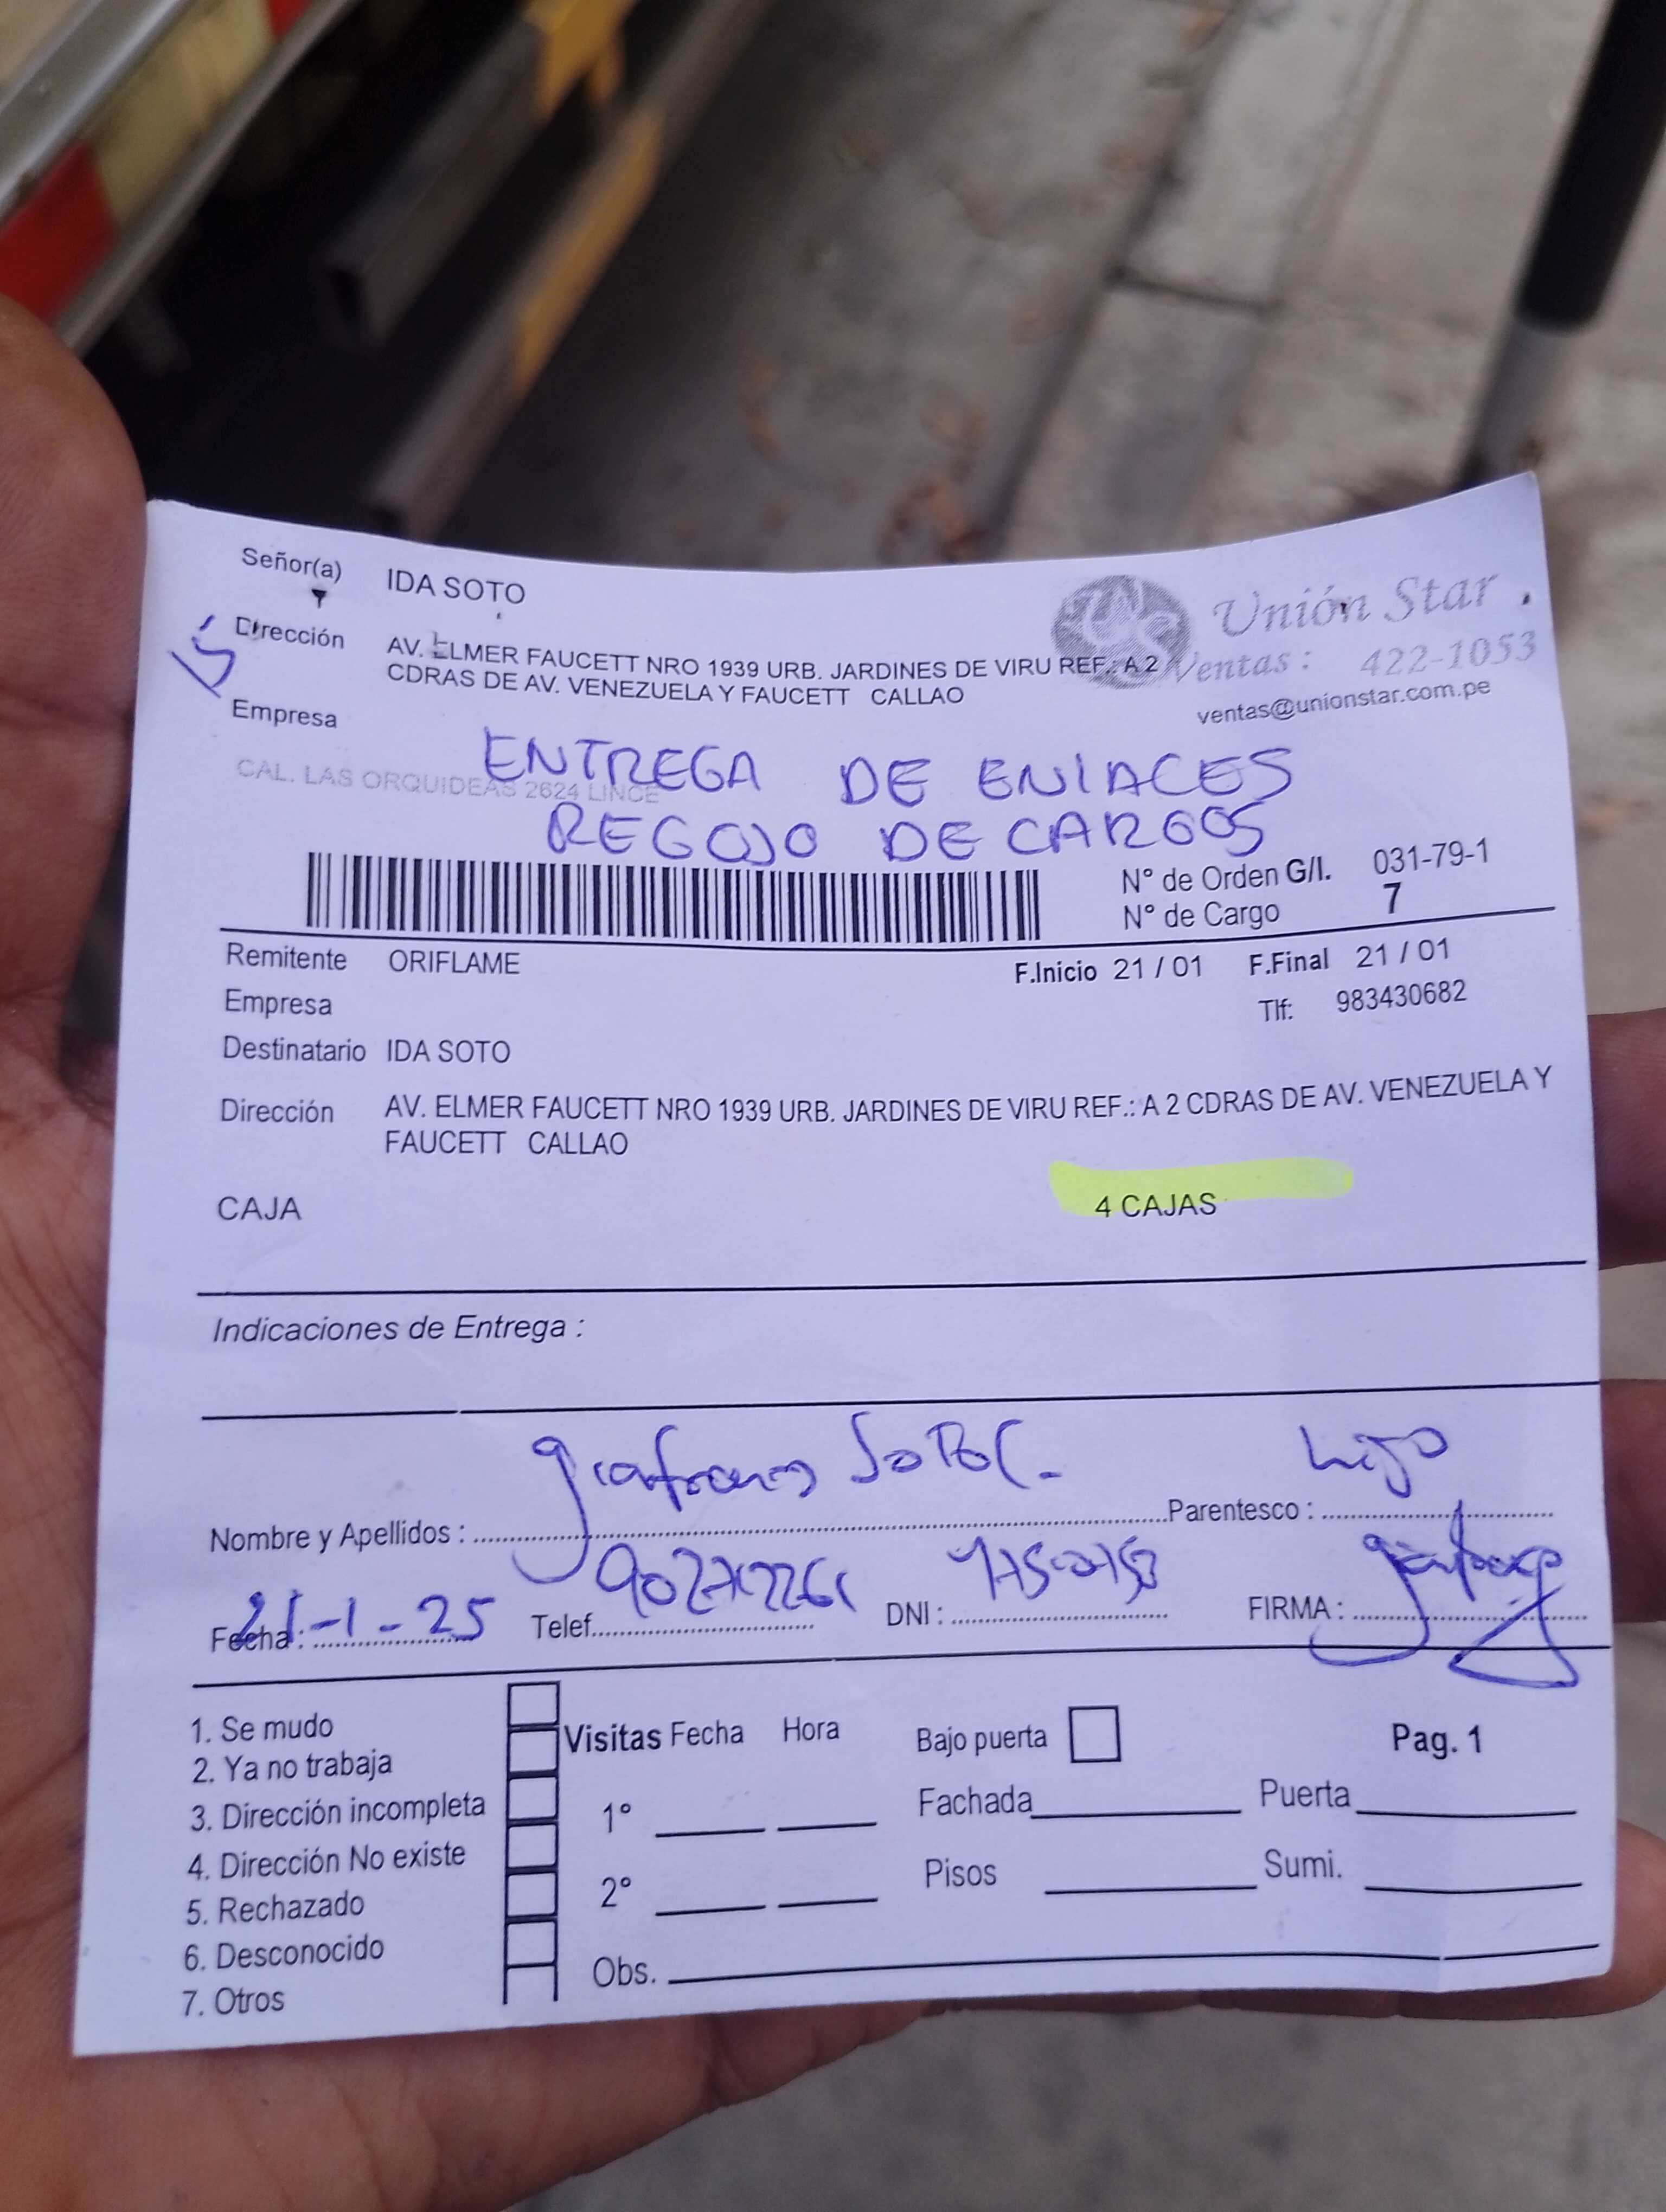 Señor(a) IDA SOTO
Unión Star
Dirección AV. ELMER FAUCETT NRO 1939 URB. JARDINES DE VIRU REF.: A 2
CDRAS DE AV. VENEZUELA Y FAUCETT CALLAO
Ventas : 422-1053
ventas@unionstar.com.pe
15
Empresa
CAL. LAS ORQUIDEAS 2624 LINCE
ENTREGA DE ENLACES
RECOJO DE CARGOS
N° de Orden G/I. 031-79-1
N° de Cargo 7
Remitente ORIFLAME
F.Inicio 21 / 01 F.Final 21 / 01
Empresa
Tlf: 983430682
Destinatario IDA SOTO
Dirección AV. ELMER FAUCETT NRO 1939 URB. JARDINES DE VIRU REF.: A 2 CDRAS DE AV. VENEZUELA Y
FAUCETT CALLAO
CAJA 4 CAJAS
Indicaciones de Entrega :
Nombre y Apellidos : gianfranco Soto C. Parentesco : hijo
Fecha : 21-1-25 Telef. DNI : FIRMA :
1. Se mudo
2. Ya no trabaja
3. Dirección incompleta
4. Dirección No existe
5. Rechazado
6. Desconocido
7. Otros
Visitas Fecha Hora
1°
2°
Obs.
Bajo puerta
Pag. 1
Fachada Puerta
Pisos Sumi.